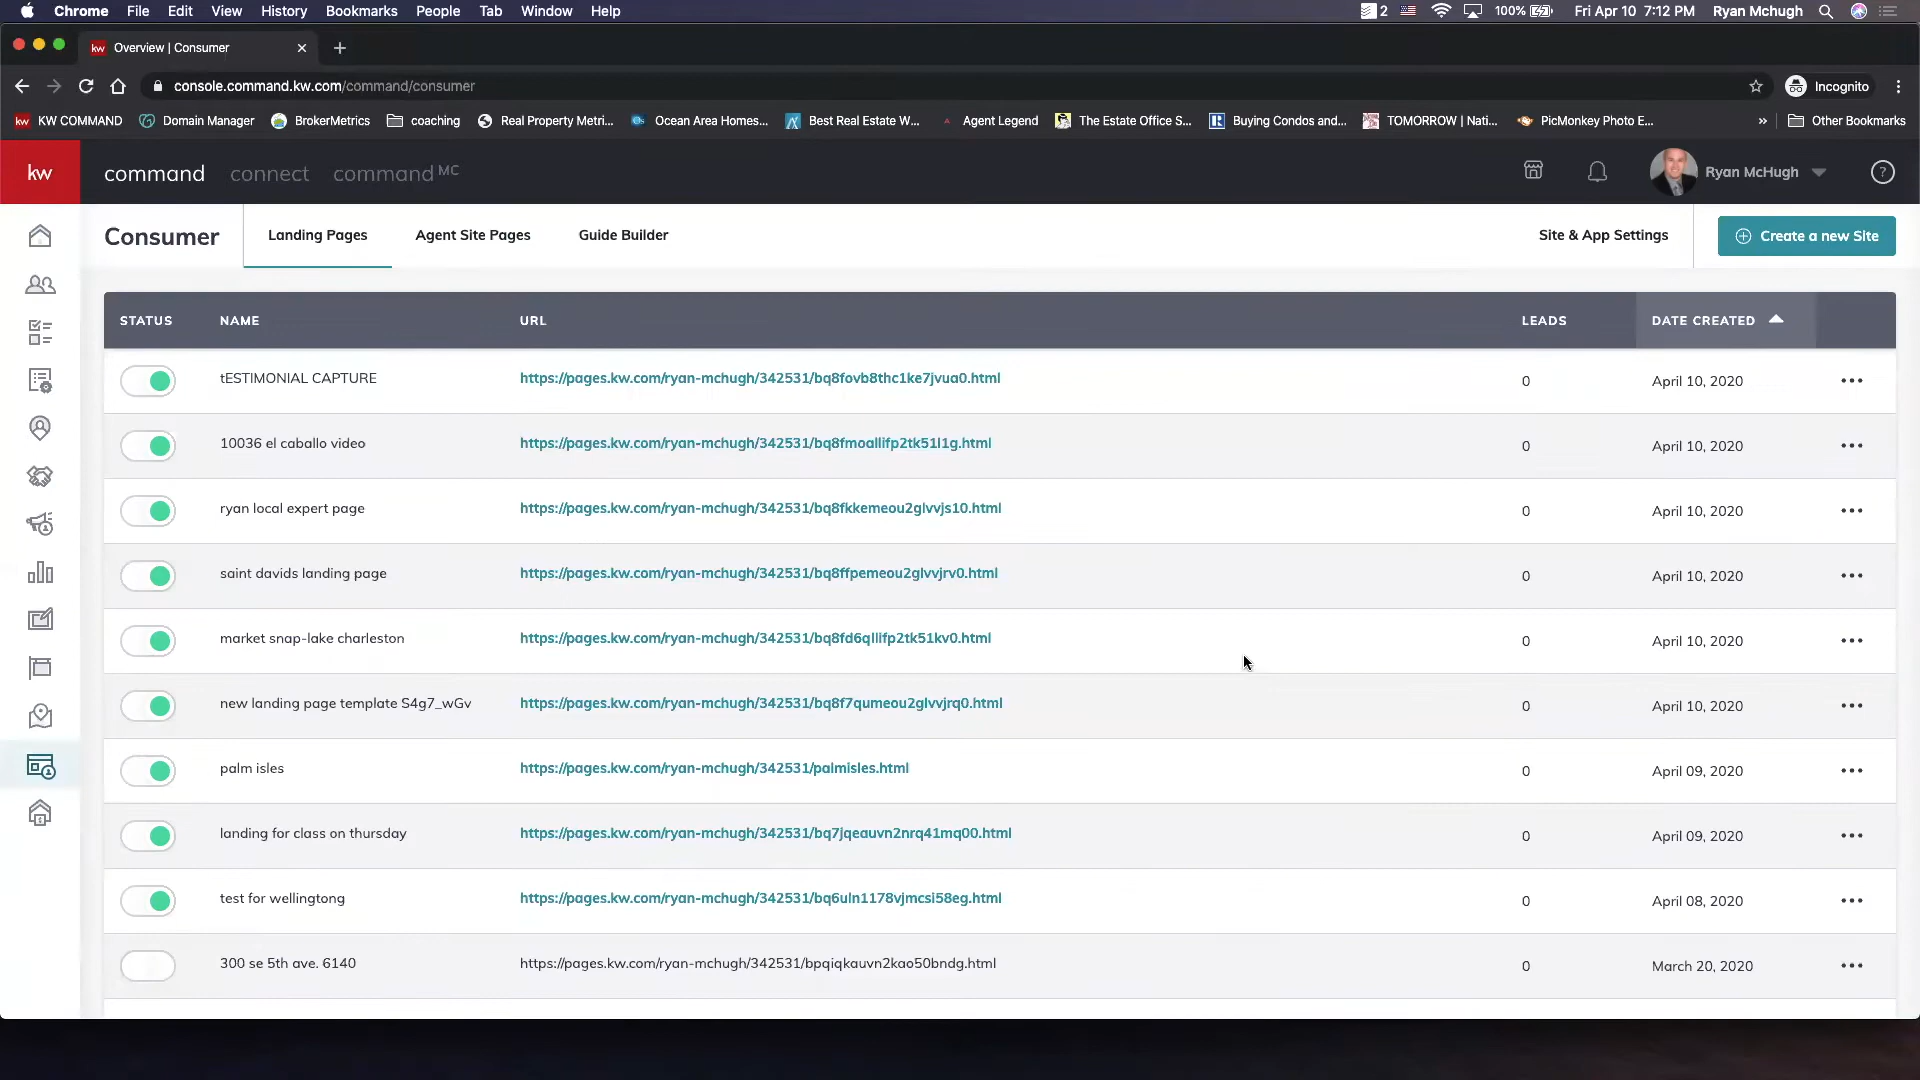 Chrome File Edit View History Bookmarks People Tab Window Help 2 100% Fri Apr 10 7:12 PM Ryan Mchugh
kw Overview | Consumer
console.command.kw.com/command/consumer Incognito
kw KW COMMAND Domain Manager BrokerMetrics coaching Real Property Metri... Ocean Area Homes... Best Real Estate W... Agent Legend The Estate Office S... Buying Condos and... TOMORROW | Nati... PicMonkey Photo E... » Other Bookmarks
kw command connect command MC Ryan McHugh ?
Consumer Landing Pages Agent Site Pages Guide Builder Site & App Settings Create a new Site
STATUS NAME URL LEADS DATE CREATED
tESTIMONIAL CAPTURE https://pages.kw.com/ryan-mchugh/342531/bq8fovb8thc1ke7jvua0.html 0 April 10, 2020
10036 el caballo video https://pages.kw.com/ryan-mchugh/342531/bq8fmoallifp2tk51l1g.html 0 April 10, 2020
ryan local expert page https://pages.kw.com/ryan-mchugh/342531/bq8fkkemeou2glvvjs10.html 0 April 10, 2020
saint davids landing page https://pages.kw.com/ryan-mchugh/342531/bq8ffpemeou2glvvjrv0.html 0 April 10, 2020
market snap-lake charleston https://pages.kw.com/ryan-mchugh/342531/bq8fd6qllifp2tk51kv0.html 0 April 10, 2020
new landing page template S4g7_wGv https://pages.kw.com/ryan-mchugh/342531/bq8f7qumeou2glvvjrq0.html 0 April 10, 2020
palm isles https://pages.kw.com/ryan-mchugh/342531/palmisles.html 0 April 09, 2020
landing for class on thursday https://pages.kw.com/ryan-mchugh/342531/bq7jqeauvn2nrq41mq00.html 0 April 09, 2020
test for wellingtong https://pages.kw.com/ryan-mchugh/342531/bq6uln1178vjmcsi58eg.html 0 April 08, 2020
300 se 5th ave. 6140 https://pages.kw.com/ryan-mchugh/342531/bpqiqkauvn2kao50bndg.html 0 March 20, 2020